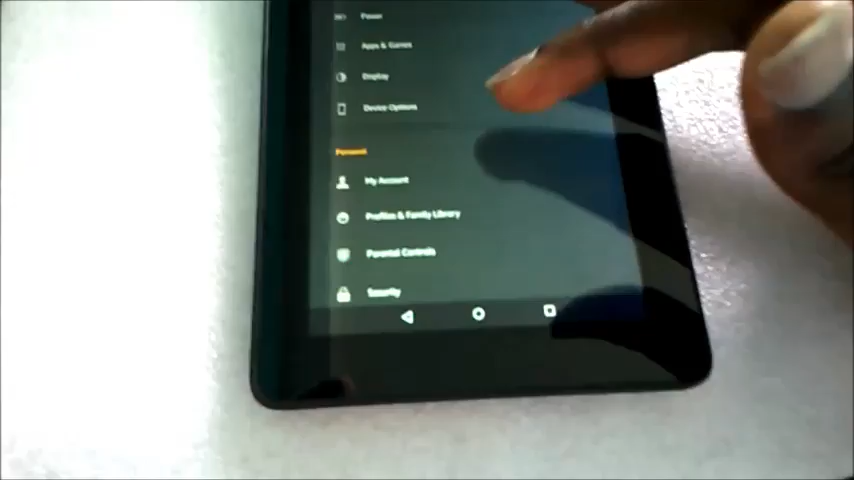 Power
Apps & Games
Display
Device Options
Personal
My Account
Profiles & Family Library
Parental Controls
Security